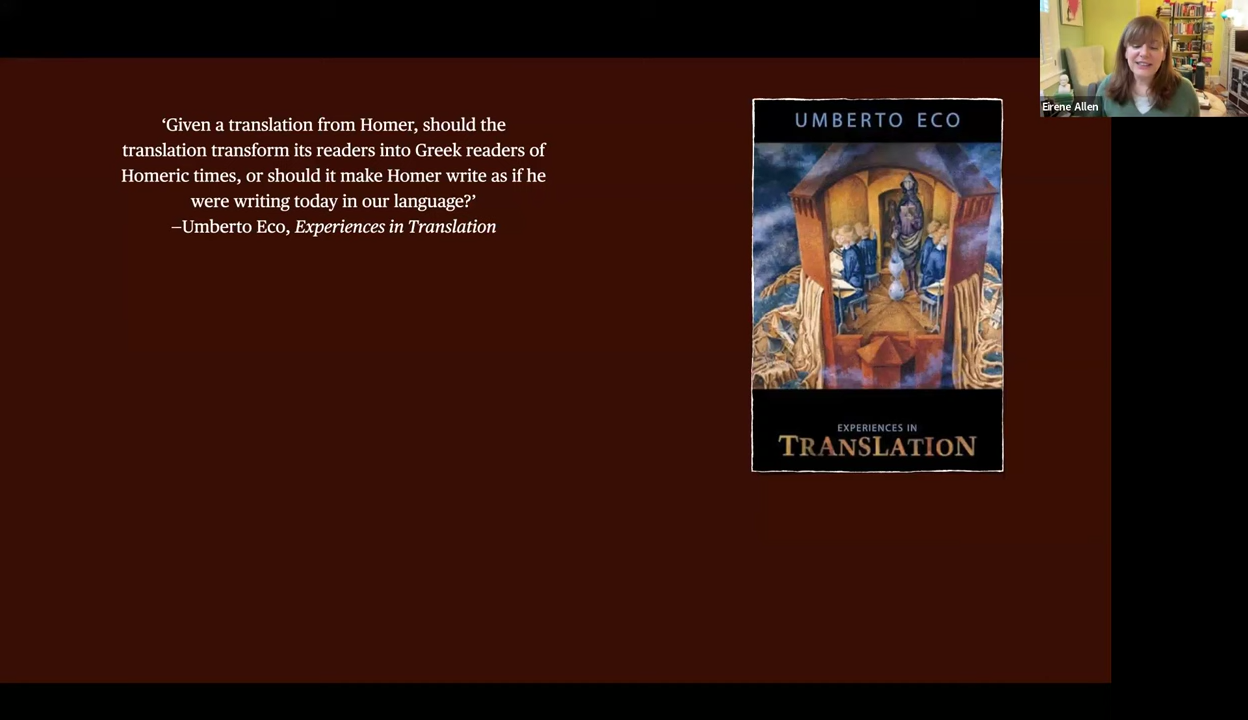 ‘Given a translation from Homer, should the
translation transform its readers into Greek readers of
Homeric times, or should it make Homer write as if he
were writing today in our language?’
–Umberto Eco, Experiences in Translation
UMBERTO ECO
EXPERIENCES IN
TRANSLATION
Eirene Allen